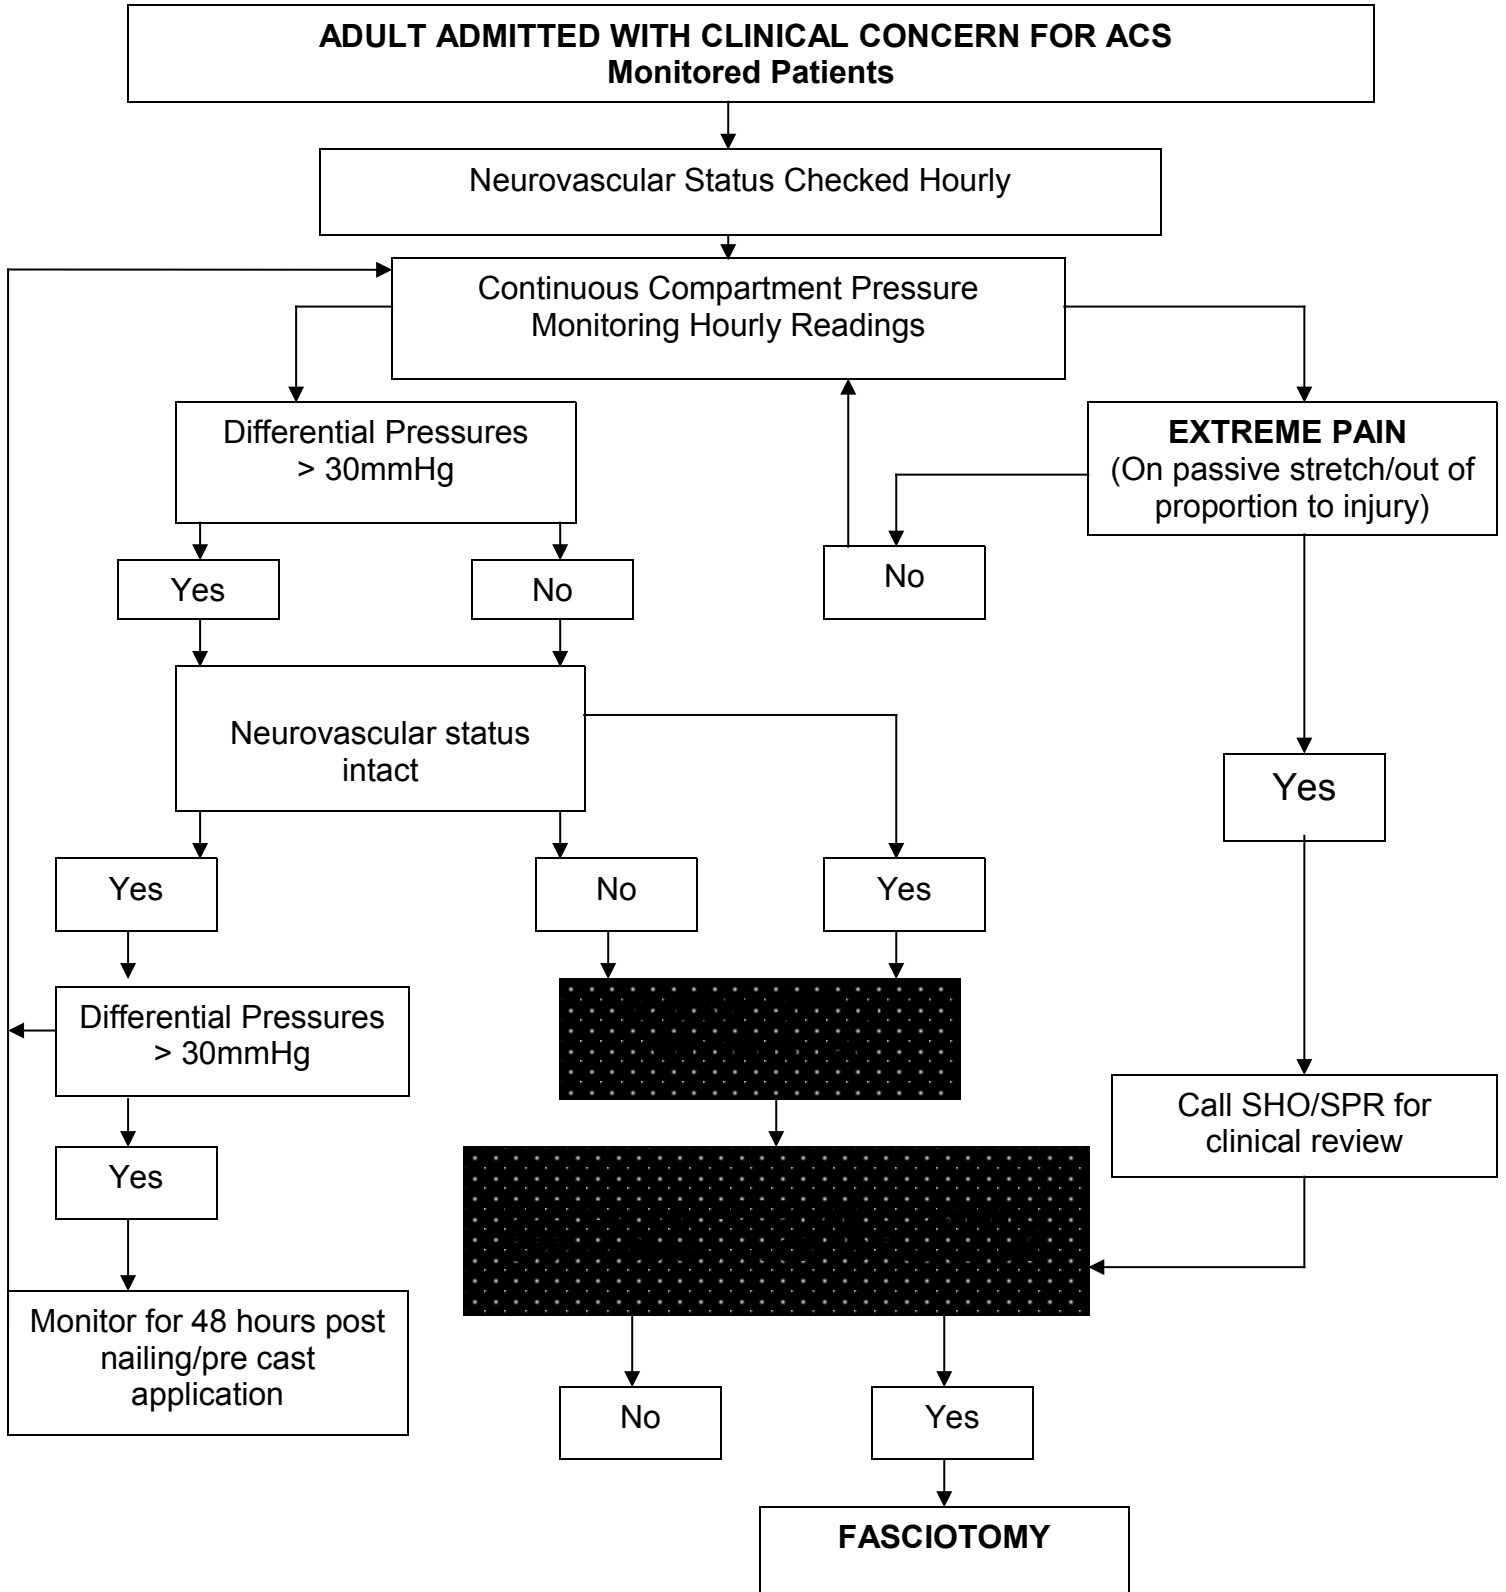 ADULT ADMITTED WITH CLINICAL CONCERN FOR ACS
Monitored Patients
Neurovascular Status Checked Hourly
Continuous Compartment Pressure
Monitoring Hourly Readings
Differential Pressures
> 30mmHg
EXTREME PAIN
(On passive stretch/out of
proportion to injury)
Yes
No
No
Neurovascular status
intact
Yes
Yes
No
Yes
Differential Pressures
> 30mmHg
Call SHO/SPR for
clinical review
Yes
Monitor for 48 hours post
nailing/pre cast
application
No
Yes
FASCIOTOMY